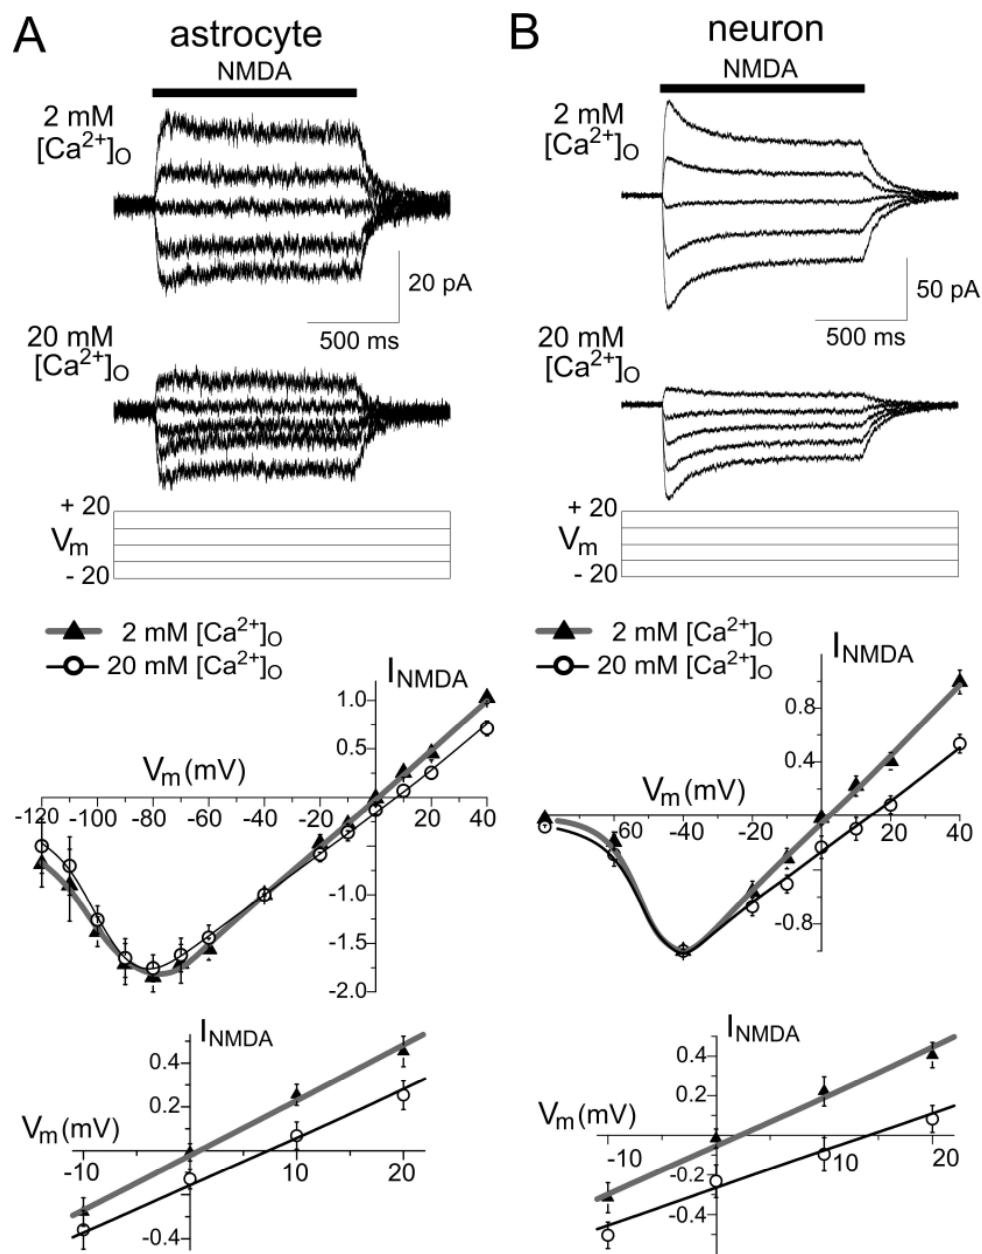 A astrocyte
NMDA
2 mM
[Ca2+]O
20 pA
500 ms
20 mM
[Ca2+]O
+ 20
Vm
- 20
2 mM [Ca2+]O
20 mM [Ca2+]O
INMDA
1.0
0.5
Vm (mV)
-120 -100 -80 -60 -40 -20 0 20 40
-1.0
-1.5
-2.0
INMDA
0.4
0.2
Vm (mV)
-10 0 10 20
-0.4
B neuron
NMDA
2 mM
[Ca2+]O
50 pA
500 ms
20 mM
[Ca2+]O
+ 20
Vm
- 20
2 mM [Ca2+]O
20 mM [Ca2+]O
INMDA
0.8
0.4
Vm (mV)
-60 -40 -20 0 20 40
-0.8
INMDA
0.4
0.2
Vm (mV)
-10 0 10 20
-0.2
-0.4